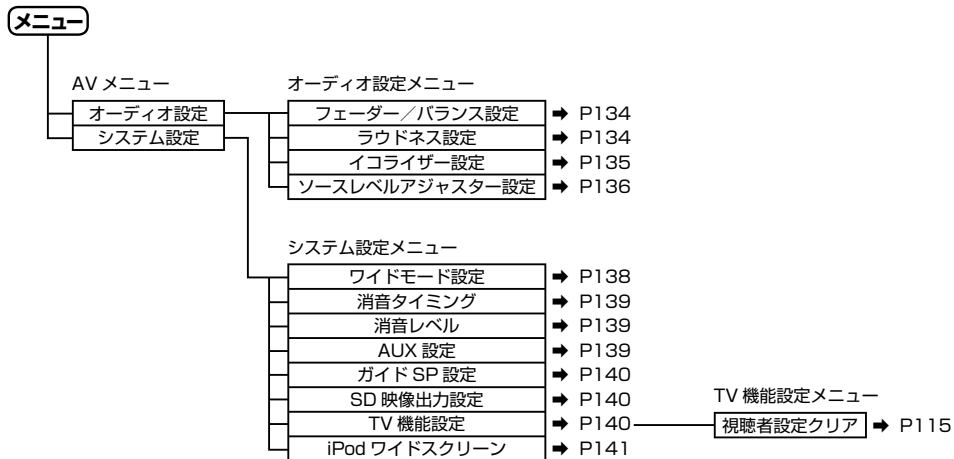 メニュー
AV メニュー
オーディオ設定
システム設定
オーディオ設定メニュー
フェーダー／バランス設定 ➡ P134
ラウドネス設定 ➡ P134
イコライザー設定 ➡ P135
ソースレベルアジャスター設定 ➡ P136
システム設定メニュー
ワイドモード設定 ➡ P138
消音タイミング ➡ P139
消音レベル ➡ P139
AUX 設定 ➡ P139
ガイド SP 設定 ➡ P140
SD 映像出力設定 ➡ P140
TV 機能設定 ➡ P140
iPod ワイドスクリーン ➡ P141
TV 機能設定メニュー
視聴者設定クリア ➡ P115